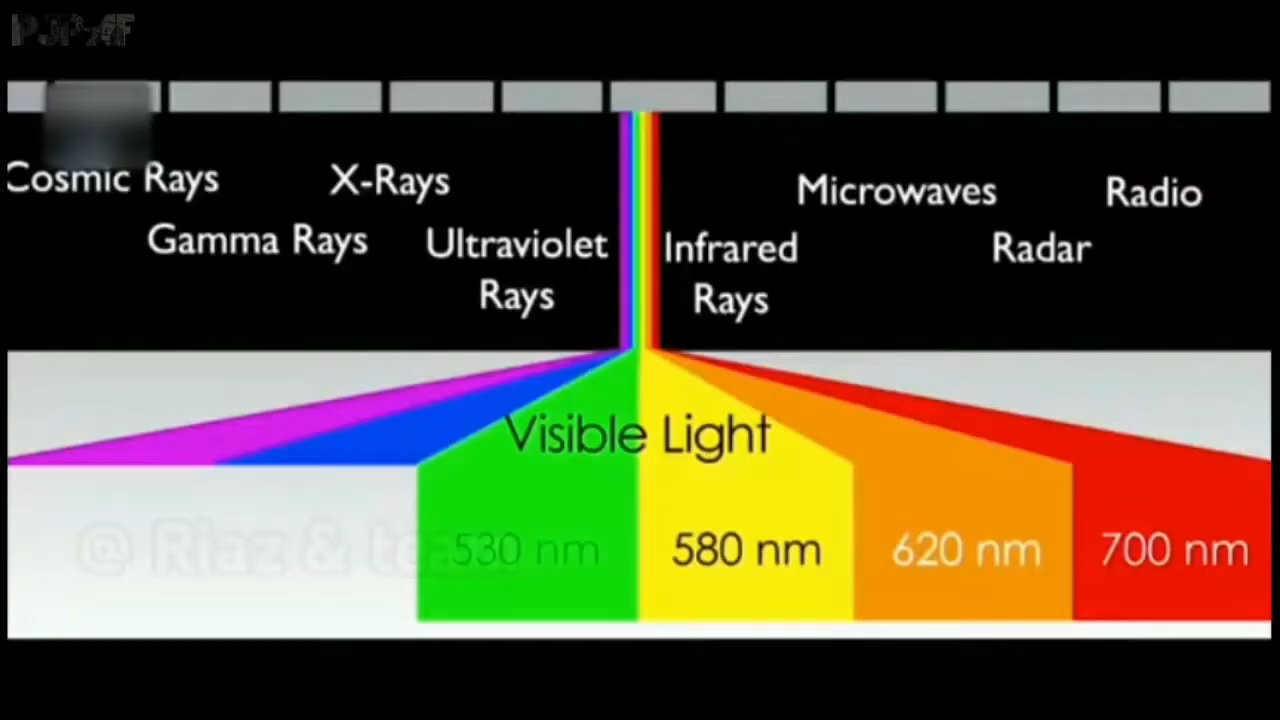 Cosmic Rays
X-Rays
Microwaves
Radio
Gamma Rays
Ultraviolet
Rays
Infrared
Rays
Radar
Visible Light
@ Riaz &
530 nm
580 nm
620 nm
700 nm